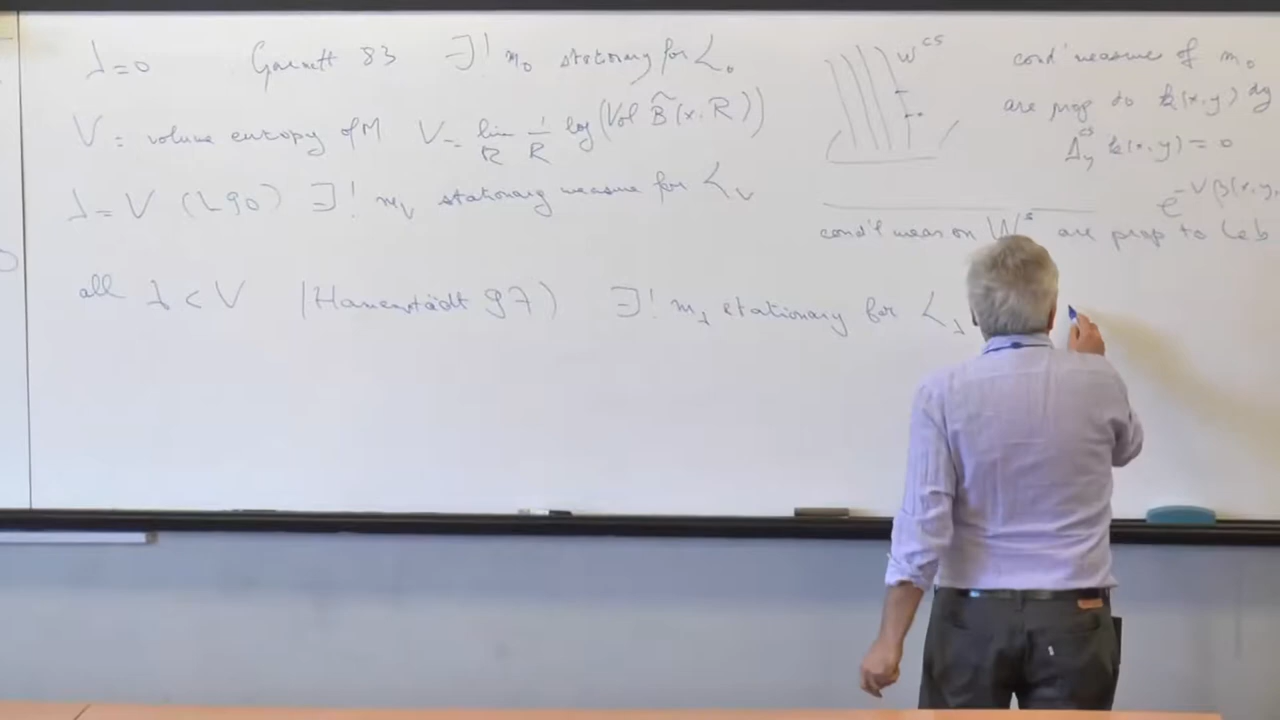 λ=0 Garnett 83 ∃! m₀ stationary for L₀
V = volume entropy of M V = lim_R 1/R log (Vol B̃(x,R))
λ = V (L90) ∃! m_V stationary measure for L_V
all λ < V (Hamenstädt 97) ∃! m_λ stationary for L_λ
W^{cs}
cond' measure of m₀
are prop to k(x,y) dy
Δ^{cs}_y k(x,y) = 0
e^{-Vβ(x,y,
cond'l meas on W^s are prop to Leb